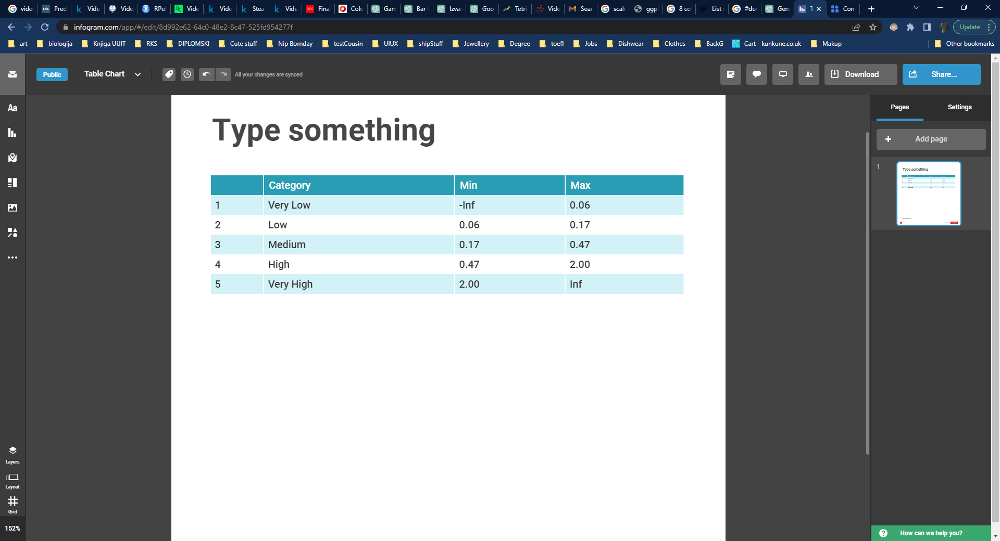 vide
Pred
Vide
Vide
RPu
Vide
Vide
Stea
Vide
Fina
Colo
Gam
Bar
Izva
Goo
Tetri
Vide
Sear
scale
ggp
8 co
List
#de
Gen
1
Con
infogram.com/app/#/edit/8d992e62-64c0-48e2-8c47-525fd954277f
Update
art biologija Knjiga UUIT RKS DIPLOMSKI Cute stuff Nip Bornday testCousin UIUX shipStuff Jewellery Degree toefl Jobs Dishwear Clothes BackG Cart - kunkune.co.uk Makup Other bookmarks
Public Table Chart All your changes are synced Download Share...
Aa
Pages Settings
Add page
1
Type something
Type something
Category Min Max
1 Very Low -Inf 0.06
2 Low 0.06 0.17
3 Medium 0.17 0.47
4 High 0.47 2.00
5 Very High 2.00 Inf
Layers
Layout
Grid
152%
How can we help you?